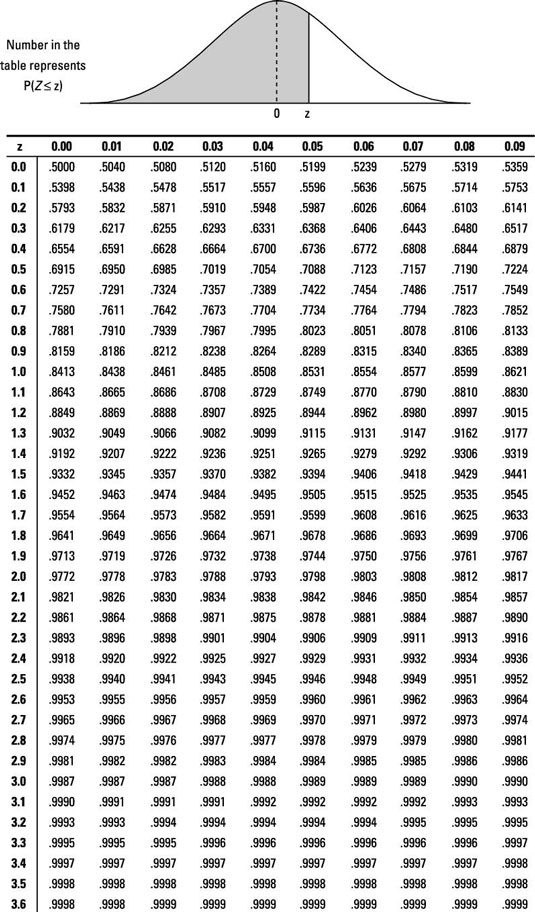 Number in the
table represents
P(Z ≤ z)
0 z
z 0.00 0.01 0.02 0.03 0.04 0.05 0.06 0.07 0.08 0.09
0.0 .5000 .5040 .5080 .5120 .5160 .5199 .5239 .5279 .5319 .5359
0.1 .5398 .5438 .5478 .5517 .5557 .5596 .5636 .5675 .5714 .5753
0.2 .5793 .5832 .5871 .5910 .5948 .5987 .6026 .6064 .6103 .6141
0.3 .6179 .6217 .6255 .6293 .6331 .6368 .6406 .6443 .6480 .6517
0.4 .6554 .6591 .6628 .6664 .6700 .6736 .6772 .6808 .6844 .6879
0.5 .6915 .6950 .6985 .7019 .7054 .7088 .7123 .7157 .7190 .7224
0.6 .7257 .7291 .7324 .7357 .7389 .7422 .7454 .7486 .7517 .7549
0.7 .7580 .7611 .7642 .7673 .7704 .7734 .7764 .7794 .7823 .7852
0.8 .7881 .7910 .7939 .7967 .7995 .8023 .8051 .8078 .8106 .8133
0.9 .8159 .8186 .8212 .8238 .8264 .8289 .8315 .8340 .8365 .8389
1.0 .8413 .8438 .8461 .8485 .8508 .8531 .8554 .8577 .8599 .8621
1.1 .8643 .8665 .8686 .8708 .8729 .8749 .8770 .8790 .8810 .8830
1.2 .8849 .8869 .8888 .8907 .8925 .8944 .8962 .8980 .8997 .9015
1.3 .9032 .9049 .9066 .9082 .9099 .9115 .9131 .9147 .9162 .9177
1.4 .9192 .9207 .9222 .9236 .9251 .9265 .9279 .9292 .9306 .9319
1.5 .9332 .9345 .9357 .9370 .9382 .9394 .9406 .9418 .9429 .9441
1.6 .9452 .9463 .9474 .9484 .9495 .9505 .9515 .9525 .9535 .9545
1.7 .9554 .9564 .9573 .9582 .9591 .9599 .9608 .9616 .9625 .9633
1.8 .9641 .9649 .9656 .9664 .9671 .9678 .9686 .9693 .9699 .9706
1.9 .9713 .9719 .9726 .9732 .9738 .9744 .9750 .9756 .9761 .9767
2.0 .9772 .9778 .9783 .9788 .9793 .9798 .9803 .9808 .9812 .9817
2.1 .9821 .9826 .9830 .9834 .9838 .9842 .9846 .9850 .9854 .9857
2.2 .9861 .9864 .9868 .9871 .9875 .9878 .9881 .9884 .9887 .9890
2.3 .9893 .9896 .9898 .9901 .9904 .9906 .9909 .9911 .9913 .9916
2.4 .9918 .9920 .9922 .9925 .9927 .9929 .9931 .9932 .9934 .9936
2.5 .9938 .9940 .9941 .9943 .9945 .9946 .9948 .9949 .9951 .9952
2.6 .9953 .9955 .9956 .9957 .9959 .9960 .9961 .9962 .9963 .9964
2.7 .9965 .9966 .9967 .9968 .9969 .9970 .9971 .9972 .9973 .9974
2.8 .9974 .9975 .9976 .9977 .9977 .9978 .9979 .9979 .9980 .9981
2.9 .9981 .9982 .9982 .9983 .9984 .9984 .9985 .9985 .9986 .9986
3.0 .9987 .9987 .9987 .9988 .9988 .9989 .9989 .9989 .9990 .9990
3.1 .9990 .9991 .9991 .9991 .9992 .9992 .9992 .9992 .9993 .9993
3.2 .9993 .9993 .9994 .9994 .9994 .9994 .9994 .9995 .9995 .9995
3.3 .9995 .9995 .9995 .9996 .9996 .9996 .9996 .9996 .9996 .9997
3.4 .9997 .9997 .9997 .9997 .9997 .9997 .9997 .9997 .9997 .9998
3.5 .9998 .9998 .9998 .9998 .9998 .9998 .9998 .9998 .9998 .9998
3.6 .9998 .9998 .9999 .9999 .9999 .9999 .9999 .9999 .9999 .9999